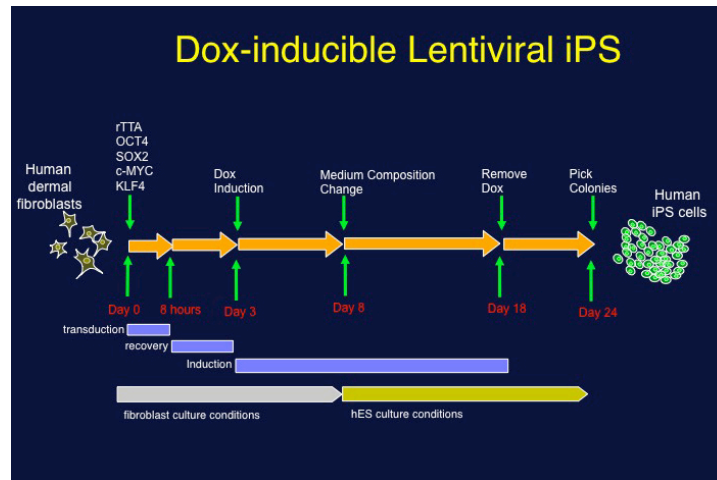 Dox-inducible Lentiviral iPS
rTTA
OCT4
SOX2
c-MYC
KLF4
Human
dermal
fibroblasts
Dox
Induction
Medium Composition
Change
Remove
Dox
Pick
Colonies
Human
iPS cells
Day 0
8 hours
Day 3
Day 8
Day 18
Day 24
transduction
recovery
Induction
fibroblast culture conditions
hES culture conditions